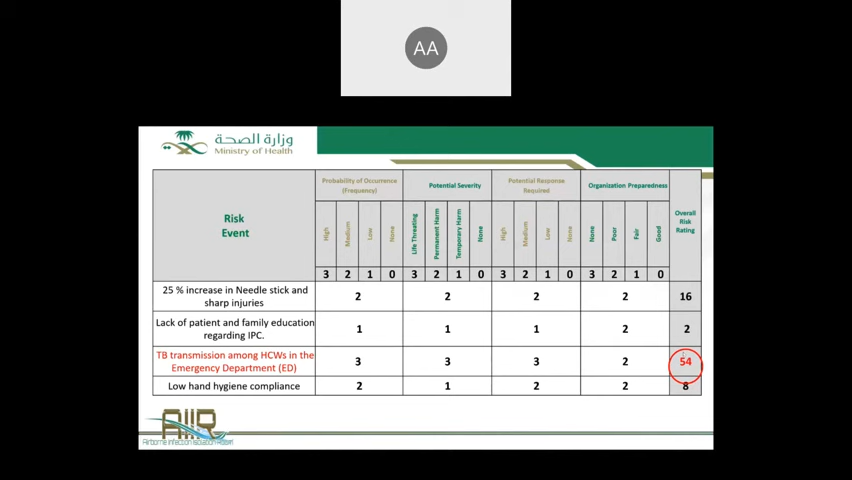 AA
وزارة الصحة
Ministry of Health
Risk
Event
Probability of Occurrence
(Frequency)
Potential Severity
Potential Response
Required
Organization Preparedness
Overall
Risk
Rating
High
Medium
Low
None
Life Threating
Permanent Harm
Temporary Harm
None
High
Medium
Low
None
None
Poor
Fair
Good
3 2 1 0 3 2 1 0 3 2 1 0 3 2 1 0
25 % increase in Needle stick and
sharp injuries
2 2 2 2 16
Lack of patient and family education
regarding IPC.
1 1 1 2 2
TB transmission among HCWs in the
Emergency Department (ED)
3 3 3 2 54
Low hand hygiene compliance
2 1 2 2 8
AIIR
Airborne Infection Isolation Room